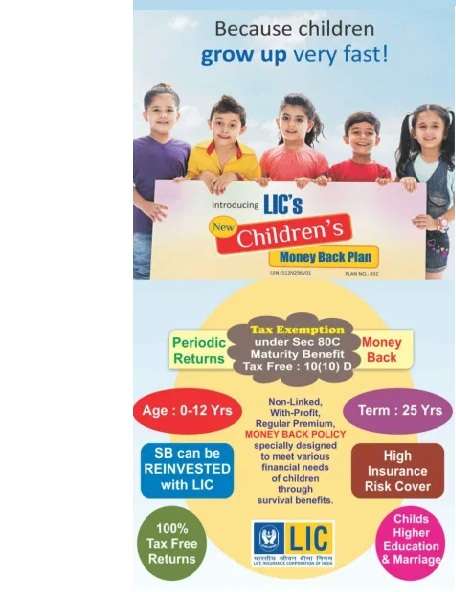 Because children
grow up very fast!
Introcucing LIC's
New Children's
Money Back Plan
Periodic
Returns
Tax Exemption
under Sec 80C
Maturity Benefit
Tax Free : 10(10) D
Money
Back
Age : 0-12 Yrs
Non-Linked,
With-Profit,
Regular Premium,
MONEY BACK POLICY
specially designed
to meet various
financial needs
of children
through
survival benefits.
Term : 25 Yrs
SB can be
REINVESTED
with LIC
High
Insurance
Risk Cover
100%
Tax Free
Returns
LIC
भारतीय जीवन बीमा निगम
LIFE INSURANCE CORPORATION OF INDIA
Childs
Higher
Education
& Marriage